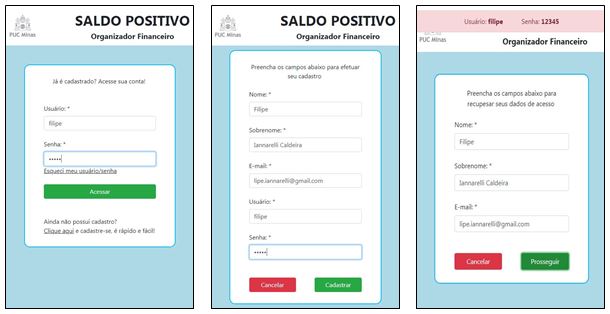 SALDO POSITIVO
PUC Minas
Organizador Financeiro
Já é cadastrado? Acesse sua conta!
Usuário: *
filipe
Senha: *
•••••
Esqueci meu usuário/senha
Acessar
Ainda não possui cadastro?
Clique aqui e cadastre-se, é rápido e fácil!
SALDO POSITIVO
PUC Minas
Organizador Financeiro
Preencha os campos abaixo para efetuar
seu cadastro
Nome: *
Filipe
Sobrenome: *
Iannarelli Caldeira
E-mail: *
lipe.iannarelli@gmail.com
Usuário: *
filipe
Senha: *
•••••
Cancelar
Cadastrar
Usuário: filipe Senha: 12345
PUC Minas
Organizador Financeiro
Preencha os campos abaixo para
recupesar seus dados de acesso
Nome: *
Filipe
Sobrenome: *
Iannarelli Caldeira
E-mail: *
lipe.iannarelli@gmail.com
Cancelar
Prosseguir